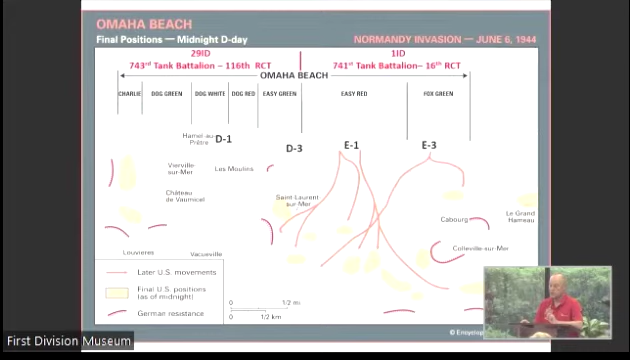 OMAHA BEACH
Final Positions – Midnight D-day
NORMANDY INVASION — JUNE 6, 1944
29ID
1ID
743rd Tank Battalion – 116th RCT
741st Tank Battalion– 16th RCT
OMAHA BEACH
CHARLIE
DOG GREEN
DOG WHITE
DOG RED
EASY GREEN
EASY RED
FOX GREEN
Hamel-au-
Prêtre
D-1
D-3
E-1
E-3
Vierville
sur-Mer
Les Moulins
Château
de Vaumicel
Saint Laurent
sur-Mer
Le Grand
Hameau
Cabourg
Colleville-sur-Mer
Louvieres
Vacueville
Later U.S. movements
Final U.S. positions
(as of midnight)
German resistance
0 1/2 mi
0 1/2 km
First Division Museum